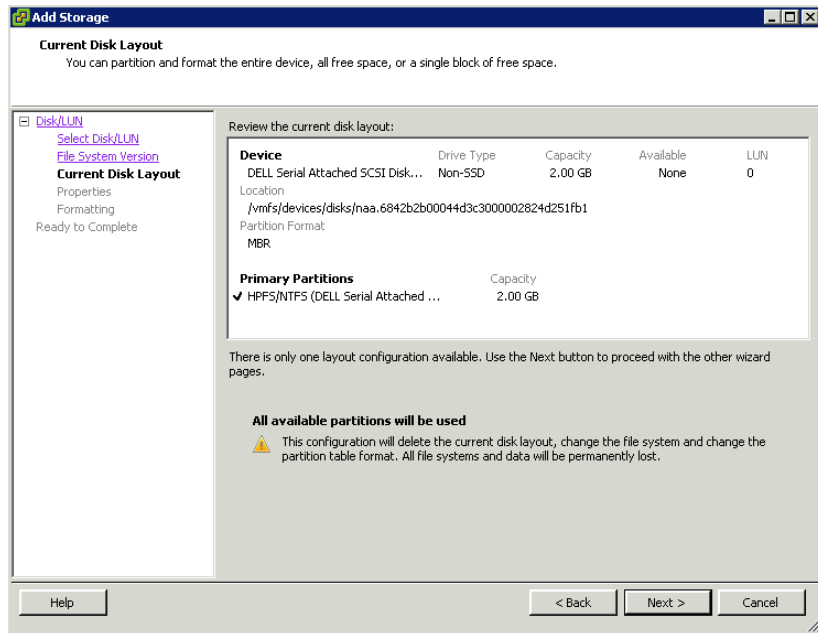 Add Storage
Current Disk Layout
You can partition and format the entire device, all free space, or a single block of free space.
Disk/LUN
Select Disk/LUN
File System Version
Current Disk Layout
Properties
Formatting
Ready to Complete
Review the current disk layout:
Device Drive Type Capacity Available LUN
DELL Serial Attached SCSI Disk... Non-SSD 2.00 GB None 0
Location
/vmfs/devices/disks/naa.6842b2b00044d3c3000002824d251fb1
Partition Format
MBR
Primary Partitions Capacity
HPFS/NTFS (DELL Serial Attached ... 2.00 GB
There is only one layout configuration available. Use the Next button to proceed with the other wizard
pages.
All available partitions will be used
This configuration will delete the current disk layout, change the file system and change the
partition table format. All file systems and data will be permanently lost.
Help < Back Next > Cancel